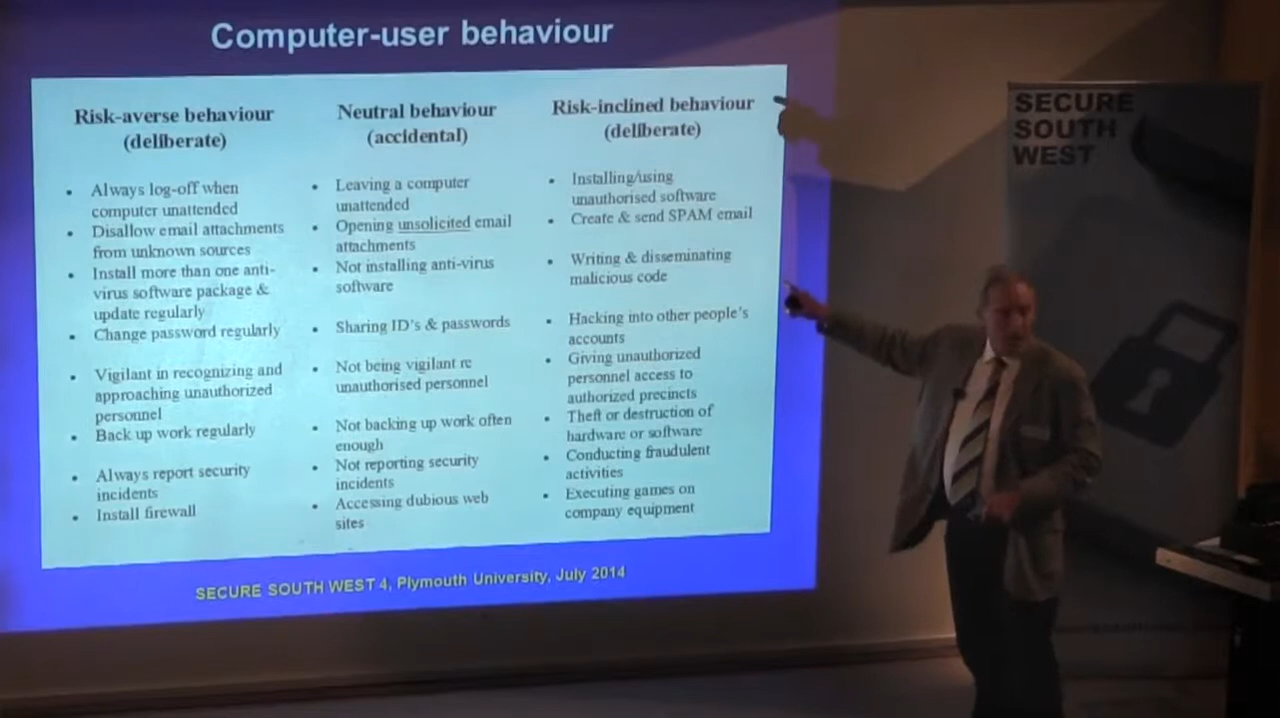 Computer-user behaviour
Risk-averse behaviour
(deliberate)
Always log-off when
computer unattended
Disallow email attachments
from unknown sources
Install more than one anti-
virus software package &
update regularly
Change password regularly
Vigilant in recognizing and
approaching unauthorized
personnel
Back up work regularly
Always report security
incidents
Install firewall
Neutral behaviour
(accidental)
Leaving a computer
unattended
Opening unsolicited email
attachments
Not installing anti-virus
software
Sharing ID's & passwords
Not being vigilant re
unauthorised personnel
Not backing up work often
enough
Not reporting security
incidents
Accessing dubious web
sites
Risk-inclined behaviour
(deliberate)
Installing/using
unauthorised software
Create & send SPAM email
Writing & disseminating
malicious code
Hacking into other people's
accounts
Giving unauthorized
personnel access to
authorized precincts
Theft or destruction of
hardware or software
Conducting fraudulent
activities
Executing games on
company equipment
SECURE SOUTH WEST 4, Plymouth University, July 2014
SECURE
SOUTH
WEST